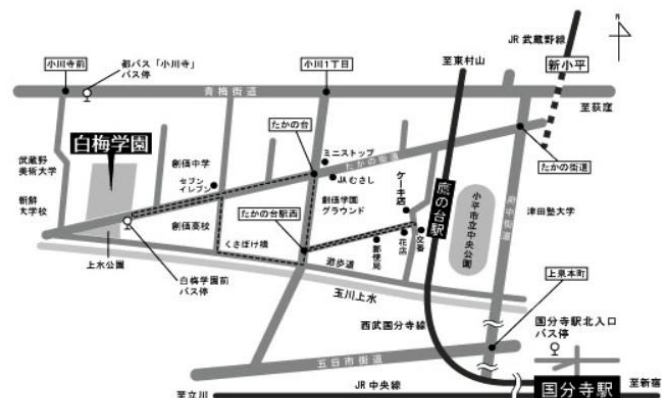 N
JR 武蔵野線
至東村山
新小平
小川寺前
都バス「小川寺」
バス停
小川1丁目
青梅街道
至荻窪
たかの台
ミニストップ
たかの街道
たかの街道
白梅学園
武蔵野
美術大学
創価中学
セブン
イレブン
JAむさし
ケーキ店
鷹の台駅
小平市立中央公園
府中街道
津田塾大学
朝鮮
大学校
創価高校
たかの台駅西
創価学園
グラウンド
くさぼけ橋
郵便局
花店
交番
上水公園
白梅学園前
バス停
遊歩道
玉川上水
上泉本町
西武国分寺線
国分寺駅北入口
バス停
五日市街道
至立川
JR 中央線
国分寺駅
至新宿